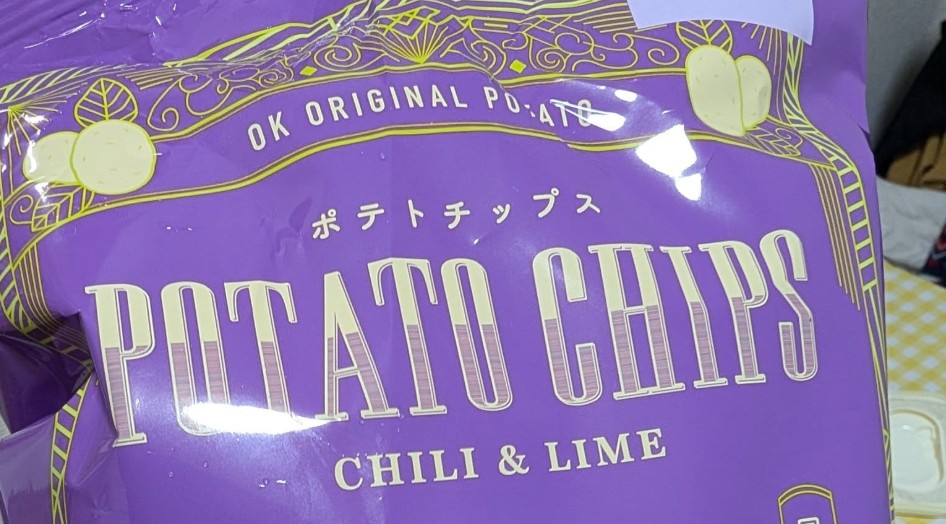 OK ORIGINAL POTATO
ポテトチップス
POTATO CHIPS
CHILI & LIME